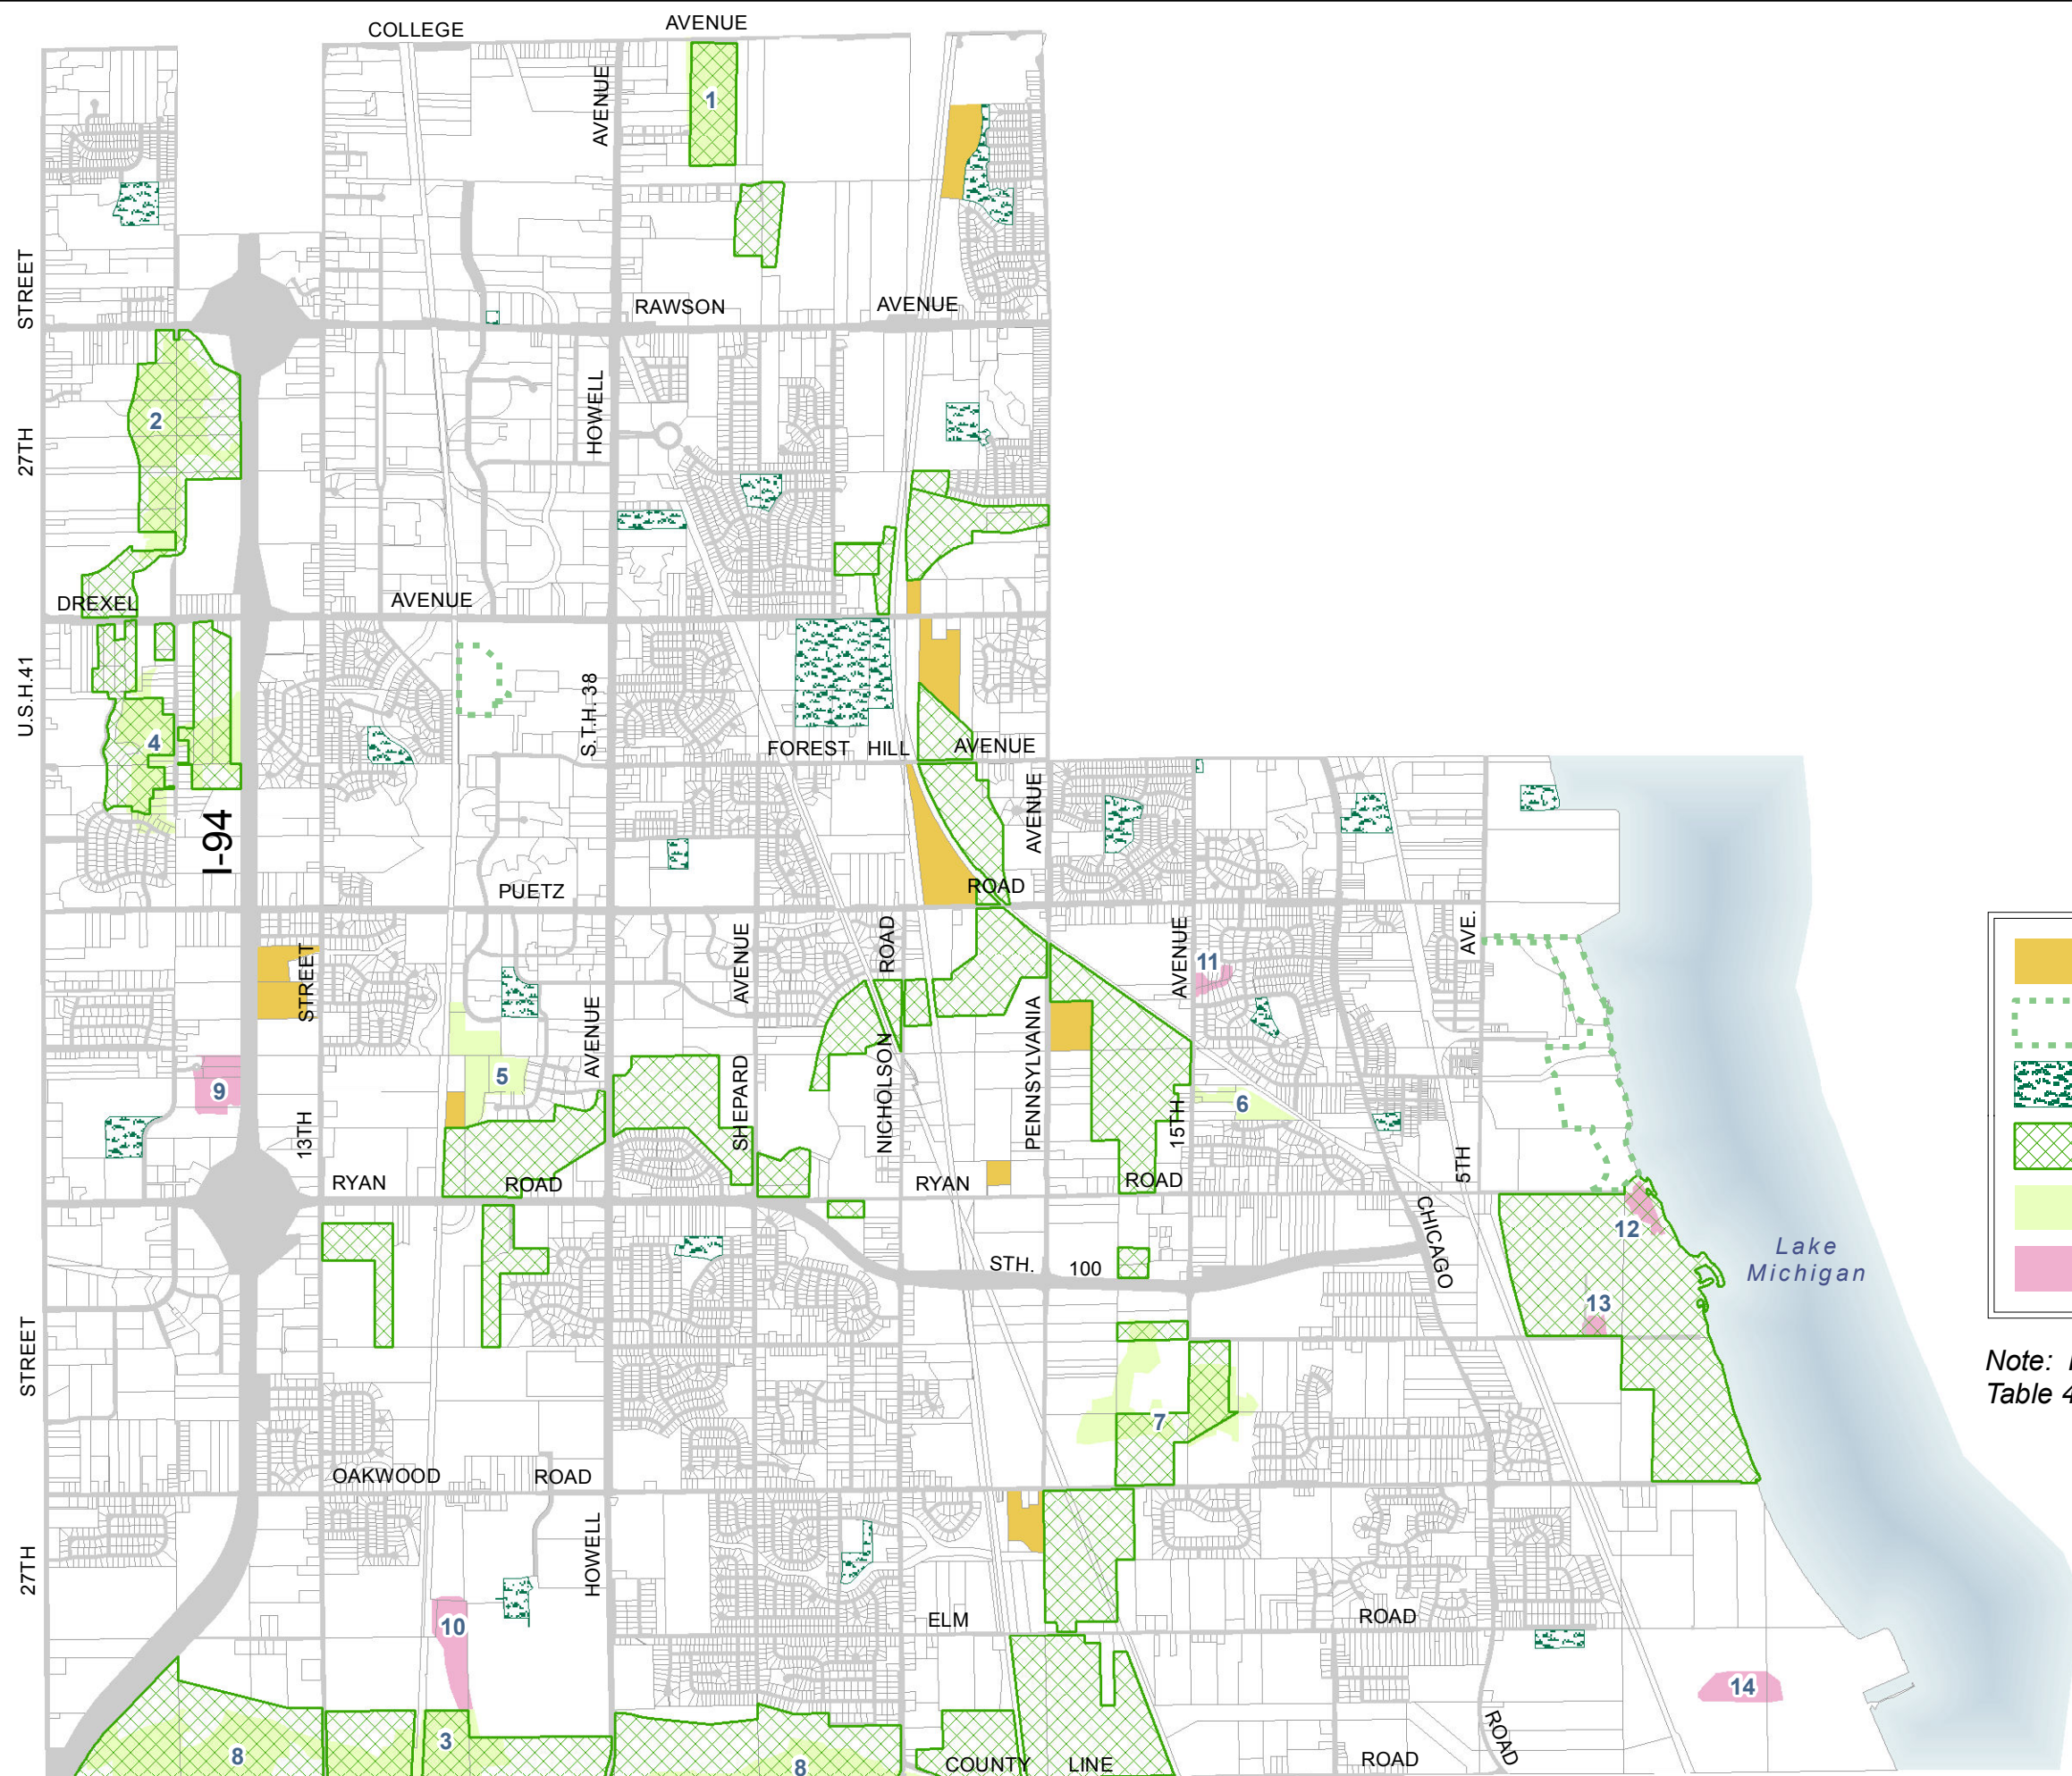 COLLEGE
AVENUE
AVENUE
1
STREET
RAWSON
AVENUE
2
27TH
HOWELL
DREXEL
AVENUE
U.S.H.41
S.T.H. 38
4
FOREST HILL AVENUE
I-94
AVENUE
PUETZ
ROAD
STREET
AVENUE
ROAD
AVENUE
11
AVE.
9
5
AVENUE
SHEPARD
NICHOLSON
PENNSYLVANIA
15TH
6
13TH
5TH
RYAN
ROAD
RYAN
ROAD
CHICAGO
12
STH.
100
Lake
Michigan
13
STREET
Note:
Table 4
7
OAKWOOD
ROAD
27TH
HOWELL
10
ELM
ROAD
14
3
8
8
COUNTY
LINE
ROAD
ROAD